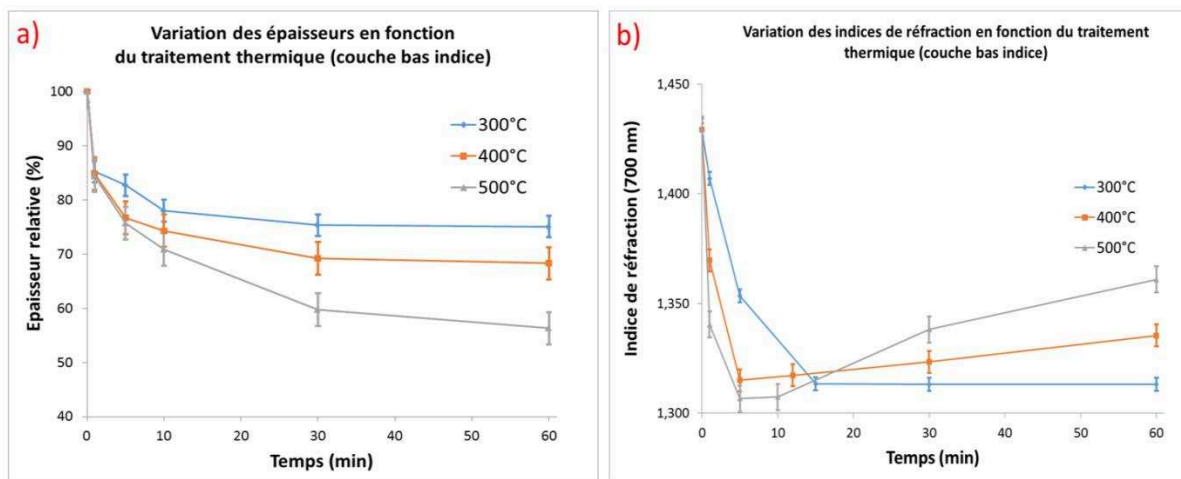 a)
Variation des épaisseurs en fonction
du traitement thermique (couche bas indice)
100
90
80
70
60
50
40
Epaisseur relative (%)
300°C
400°C
500°C
0
10
20
30
40
50
60
Temps (min)
b)
Variation des indices de réfraction en fonction du traitement
thermique (couche bas indice)
1,450
1,400
1,350
1,300
Indice de réfraction (700 nm)
300°C
400°C
500°C
0
10
20
30
40
50
60
Temps (min)